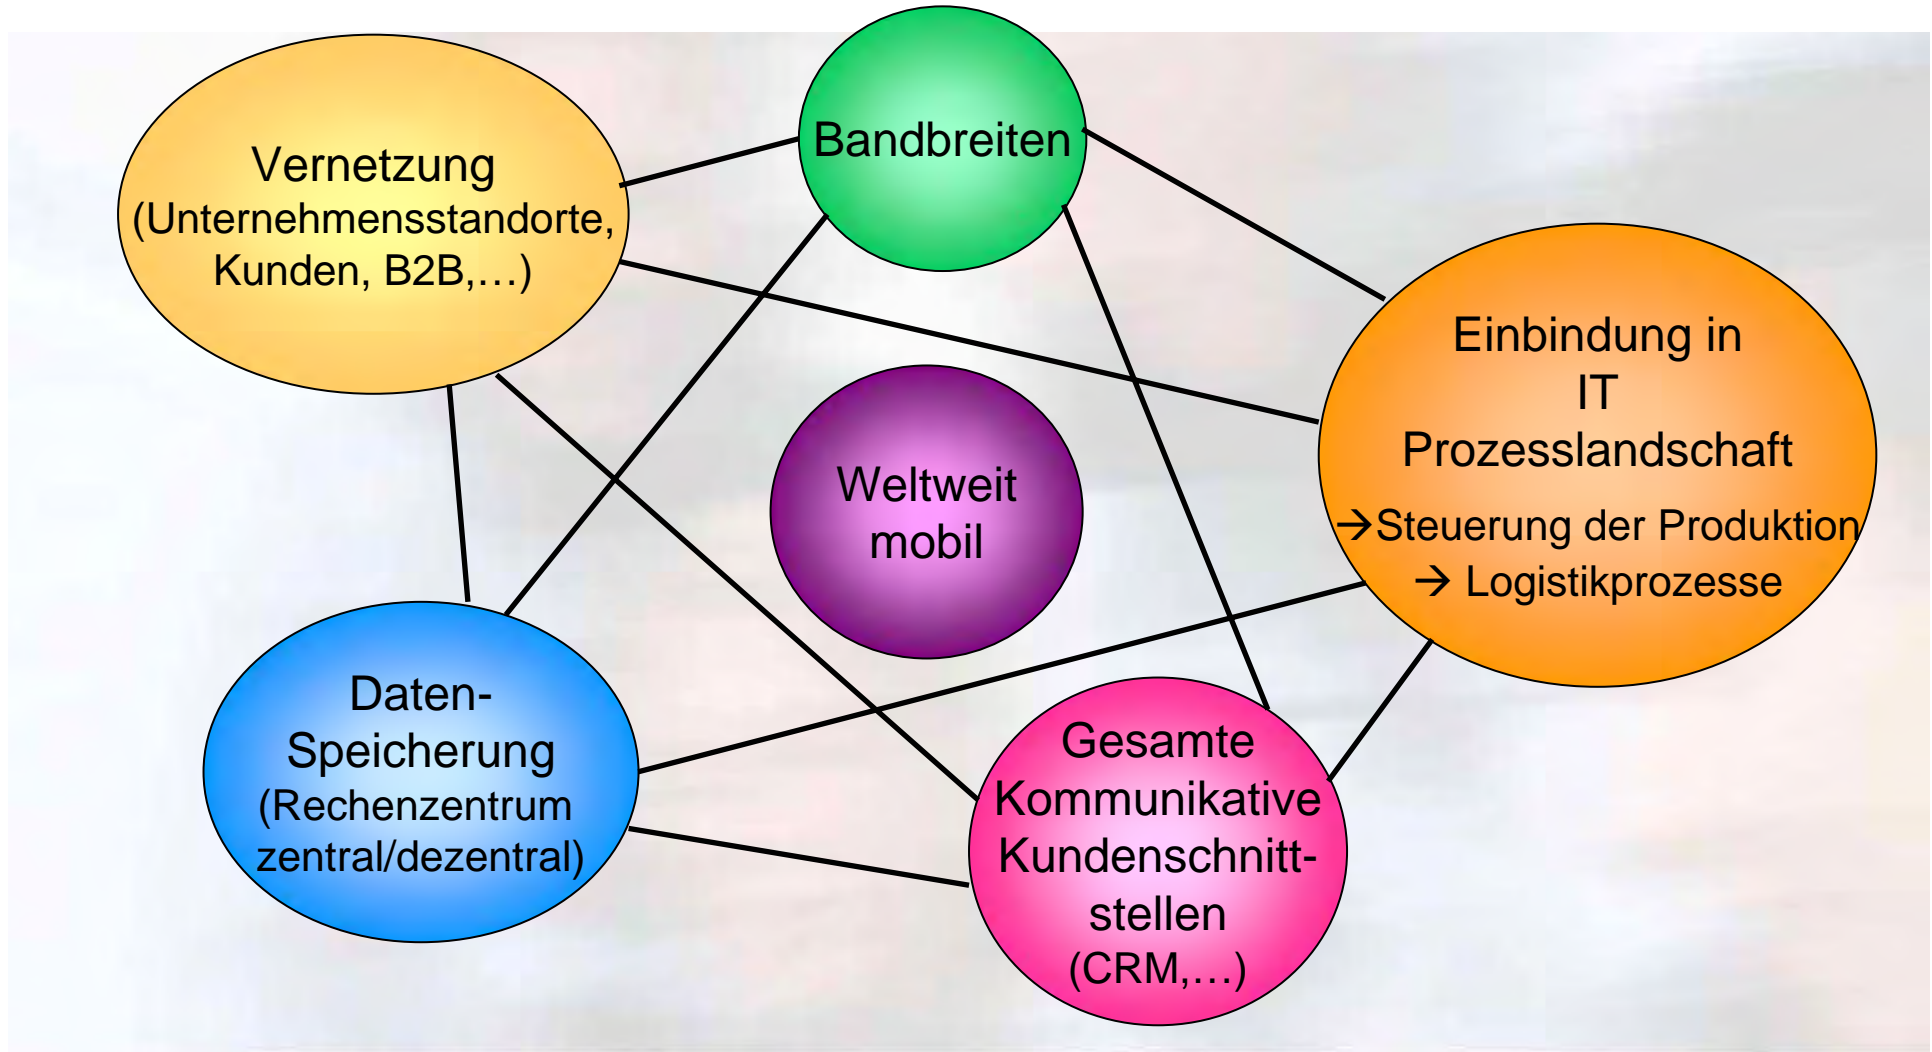 Vernetzung
(Unternehmensstandorte,
Kunden, B2B,…)
Bandbreiten
Einbindung in
IT
Prozesslandschaft
→Steuerung der Produktion
→ Logistikprozesse
Weltweit
mobil
Daten-
Speicherung
(Rechenzentrum
zentral/dezentral)
Gesamte
Kommunikative
Kundenschnitt-
stellen
(CRM,…)